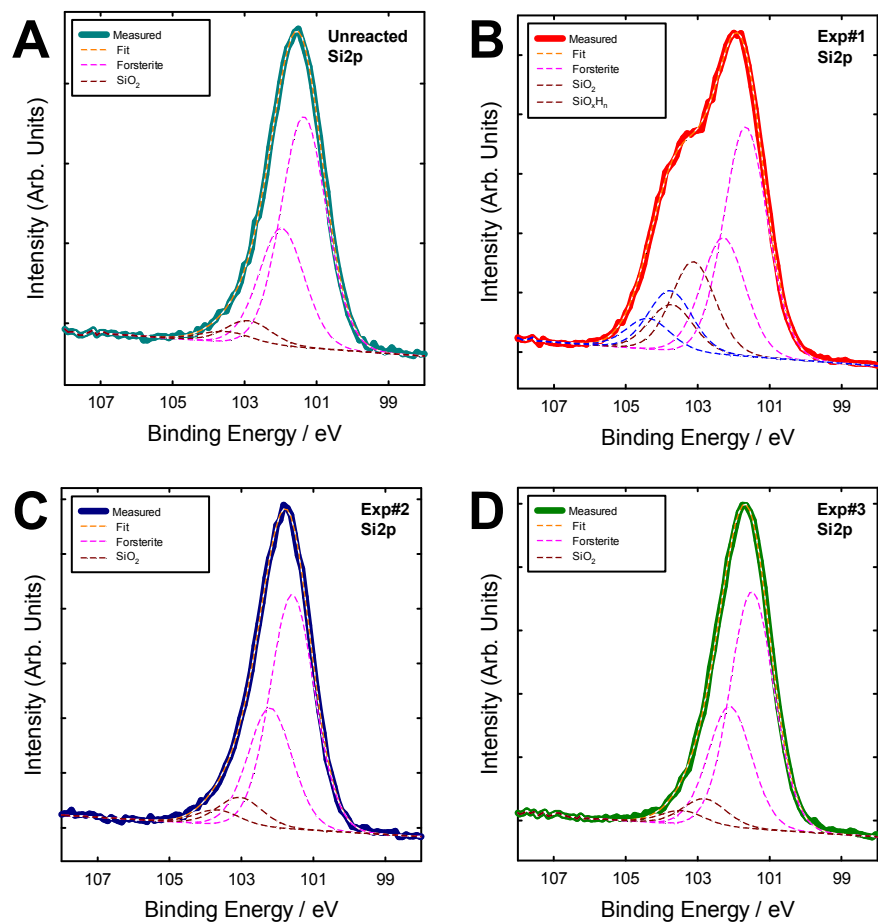 A
Unreacted
Si2p
Measured
Fit
Forsterite
SiO2
Intensity (Arb. Units)
107 105 103 101 99
Binding Energy / eV
B
Exp#1
Si2p
Measured
Fit
Forsterite
SiO2
SiOxHn
Intensity (Arb. Units)
107 105 103 101 99
Binding Energy / eV
C
Exp#2
Si2p
Measured
Fit
Forsterite
SiO2
Intensity (Arb. Units)
107 105 103 101 99
Binding Energy / eV
D
Exp#3
Si2p
Measured
Fit
Forsterite
SiO2
Intensity (Arb. Units)
107 105 103 101 99
Binding Energy / eV